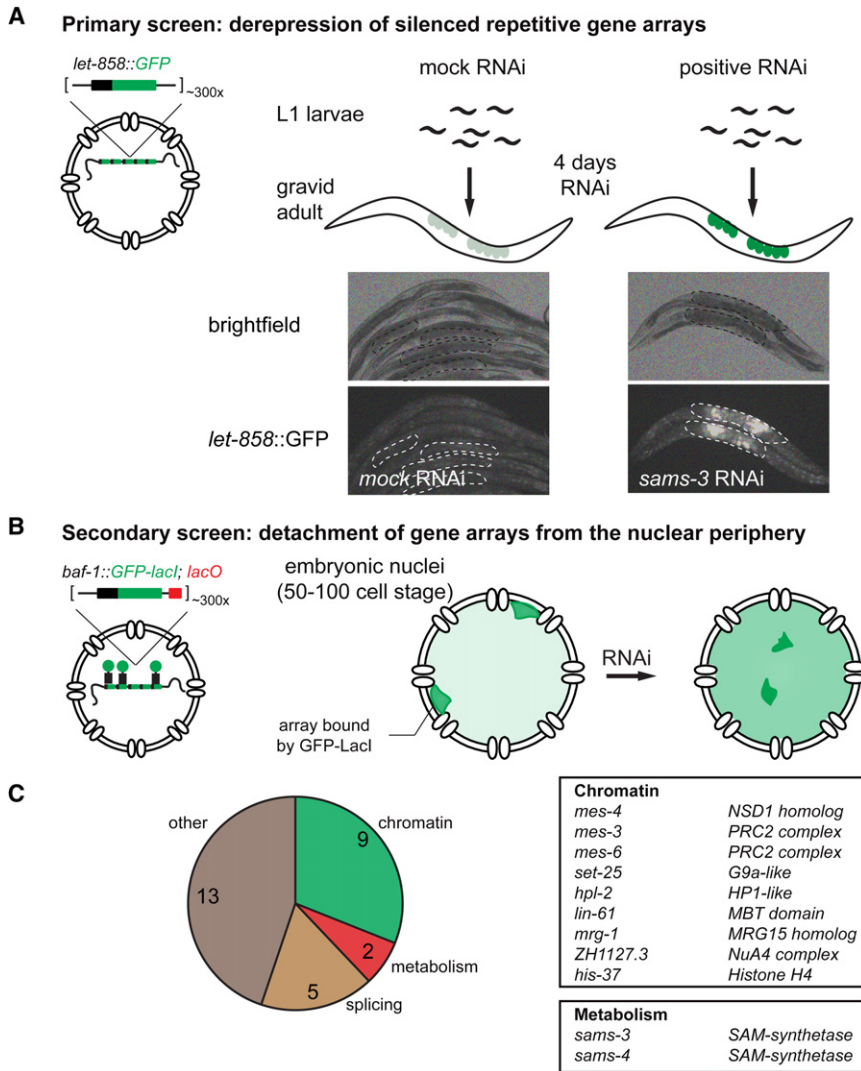 A Primary screen: derepression of silenced repetitive gene arrays
let-858::GFP
[ ]~300x
mock RNAi
positive RNAi
L1 larvae
4 days
RNAi
gravid
adult
brightfield
let-858::GFP
mock RNAi
sams-3 RNAi
B Secondary screen: detachment of gene arrays from the nuclear periphery
baf-1::GFP-lacI; lacO
[ ]~300x
embryonic nuclei
(50-100 cell stage)
RNAi
array bound
by GFP-LacI
C
other
chromatin
9
13
2
metabolism
5
splicing
Chromatin
mes-4 NSD1 homolog
mes-3 PRC2 complex
mes-6 PRC2 complex
set-25 G9a-like
hpl-2 HP1-like
lin-61 MBT domain
mrg-1 MRG15 homolog
ZH1127.3 NuA4 complex
his-37 Histone H4
Metabolism
sams-3 SAM-synthetase
sams-4 SAM-synthetase